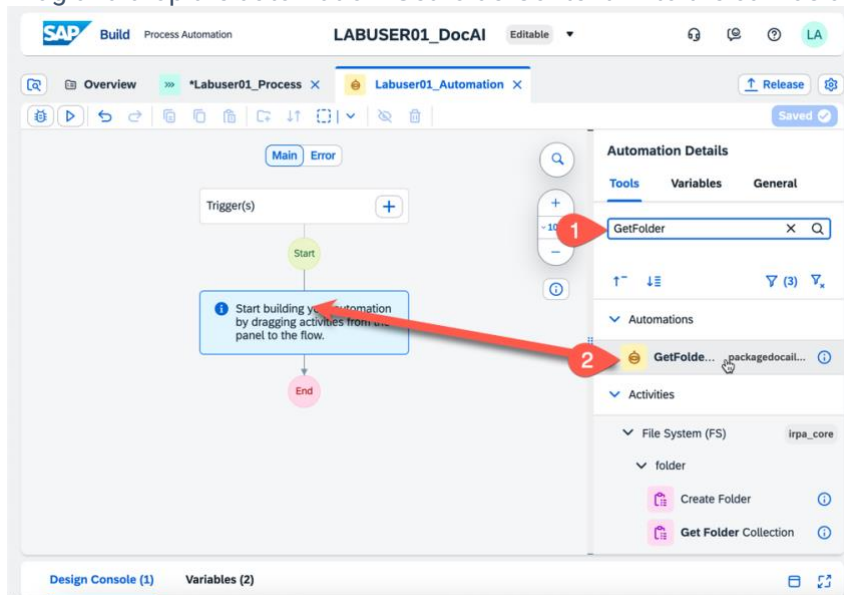 SAP Build Process Automation LABUSER01_DocAI Editable LA
Overview *Labuser01_Process Labuser01_Automation Release
Saved
Main Error
Automation Details
Tools Variables General
Trigger(s)
GetFolder
1
Start
(3)
Start building your automation
by dragging activities from the
panel to the flow.
Automations
2
GetFolde... packagedocail...
End
Activities
File System (FS) irpa_core
folder
Create Folder
Get Folder Collection
Design Console (1) Variables (2)